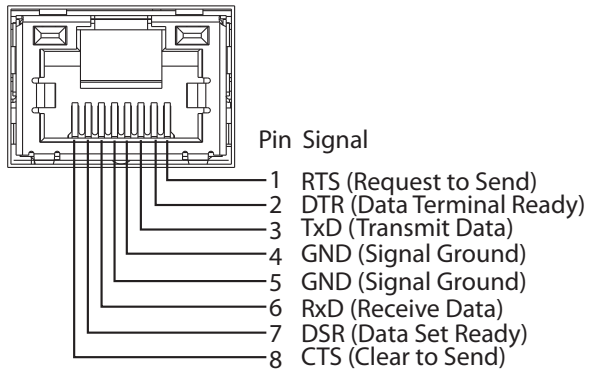 Pin Signal
1 RTS (Request to Send)
2 DTR (Data Terminal Ready)
3 TxD (Transmit Data)
4 GND (Signal Ground)
5 GND (Signal Ground)
6 RxD (Receive Data)
7 DSR (Data Set Ready)
8 CTS (Clear to Send)